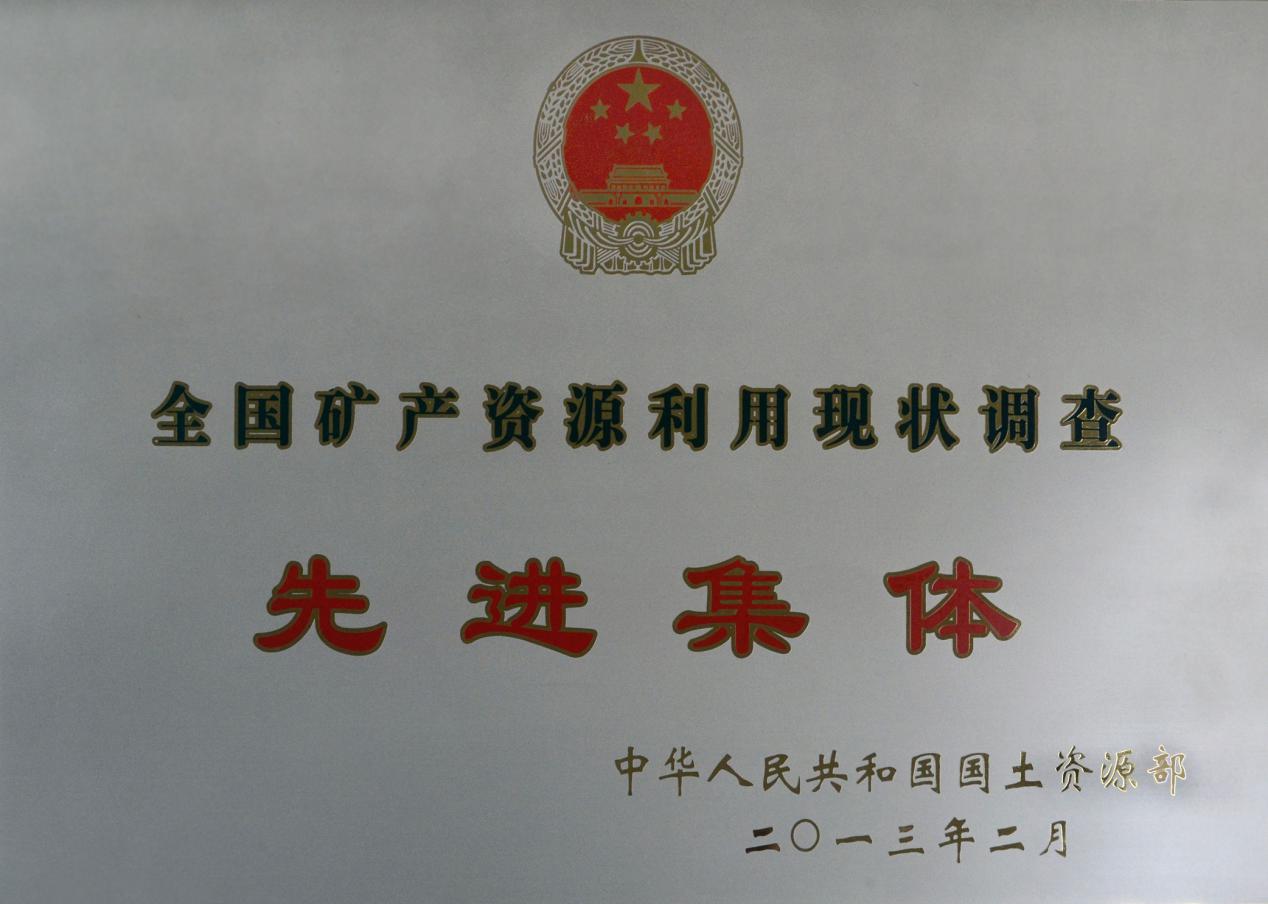 全国矿产资源利用现状调查
先进集体
中华人民共和国国土资源部
二〇一三年二月